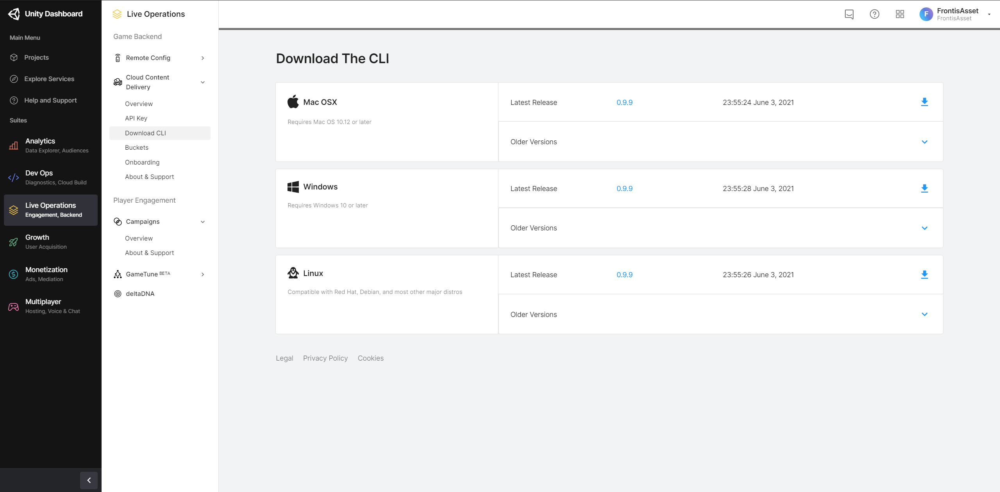 Unity Dashboard
Main Menu
Projects
Explore Services
Help and Support
Suites
Analytics
Data Explorer, Audiences
Dev Ops
Diagnostics, Cloud Build
Live Operations
Engagement, Backend
Growth
User Acquisition
Monetization
Ads, Mediation
Multiplayer
Hosting, Voice & Chat
Live Operations
Game Backend
Remote Config
Cloud Content
Delivery
Overview
API Key
Download CLI
Buckets
Onboarding
About & Support
Player Engagement
Campaigns
Overview
About & Support
GameTune BETA
deltaDNA
F
FrontisAsset
FrontisAsset
Download The CLI
Mac OSX
Requires Mac OS 10.12 or later
Latest Release 0.9.9 23:55:24 June 3, 2021
Older Versions
Windows
Requires Windows 10 or later
Latest Release 0.9.9 23:55:28 June 3, 2021
Older Versions
Linux
Compatible with Red Hat, Debian, and most other major distros
Latest Release 0.9.9 23:55:26 June 3, 2021
Older Versions
Legal Privacy Policy Cookies